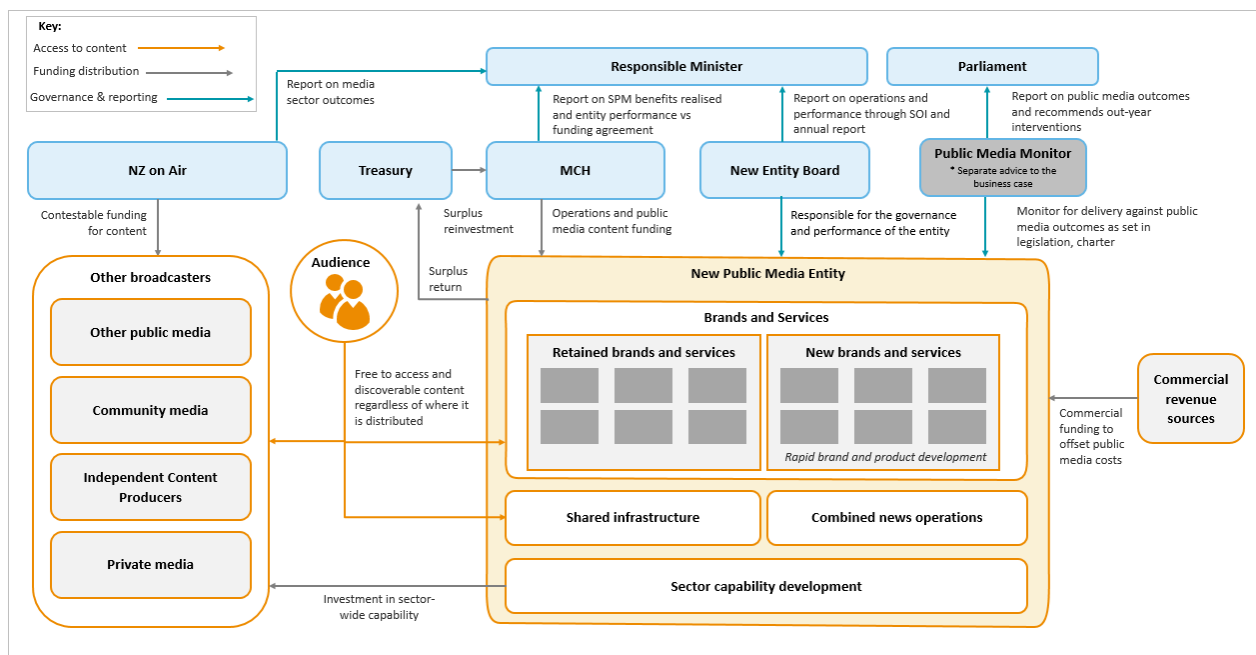 Key:
Access to content
Funding distribution
Governance & reporting
Responsible Minister
Parliament
Report on media
sector outcomes
Report on SPM benefits
realised
and entity performance vs
funding agreement
Report on operations and
performance through SOI and
annual report
Report on public media outcomes
and recommends out-year
interventions
NZ on Air
Treasury
MCH
New Entity Board
Public Media Monitor
* Separate advice to the
business case
Contestable funding
for content
Surplus
reinvestment
Operations and public
media content funding
Responsible for the governance
and performance of the entity
Monitor for delivery against public
media outcomes as set in
legislation, charter
Surplus
return
Audience
Other broadcasters
Other public media
Community media
Independent Content
Producers
Private media
New Public Media Entity
Brands and Services
Retained brands and services
New brands and services
Rapid brand and product development
Free to access and
discoverable content
regardless of where it
is distributed
Commercial
revenue
sources
Commercial
funding to
offset public
media costs
Shared infrastructure
Combined news operations
Sector capability development
Investment in sector-
wide capability